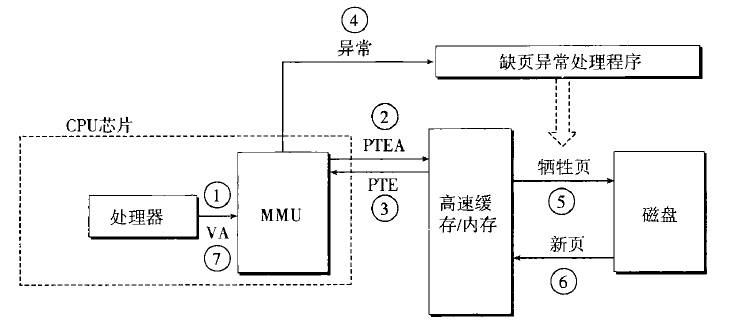 ④
异常
缺页异常处理程序
CPU芯片
②
PTEA
牺牲页
①
处理器
VA
MMU
PTE
③
高速缓
存/内存
⑤
磁盘
⑦
新页
⑥